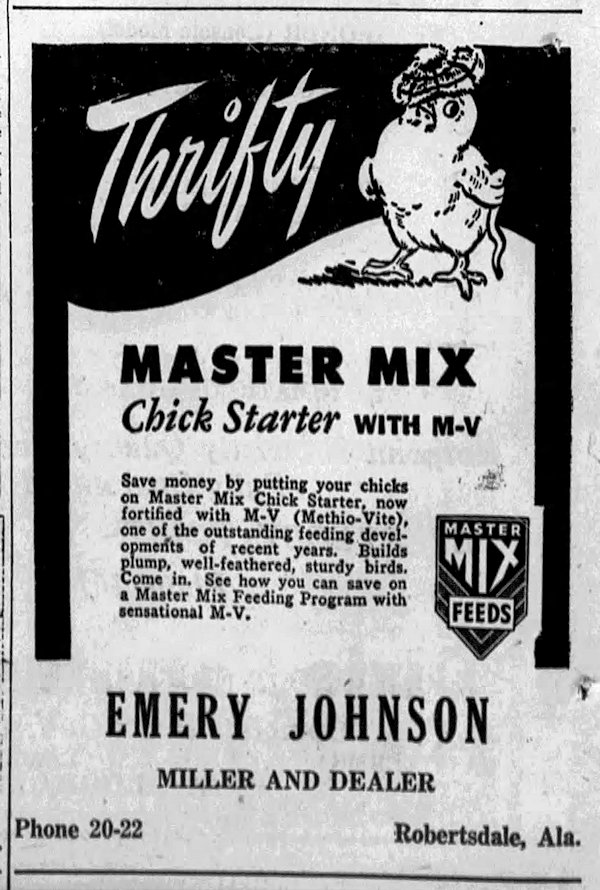 Thrifty
MASTER MIX
Chick Starter WITH M-V
Save money by putting your chicks
on Master Mix Chick Starter, now
fortified with M-V (Methio-Vite),
one of the outstanding feeding devel-
opments of recent years. Builds
plump, well-feathered, sturdy birds.
Come in. See how you can save on
a Master Mix Feeding Program with
sensational M-V.
MASTER
MIX
FEEDS
EMERY JOHNSON
MILLER AND DEALER
Phone 20-22
Robertsdale, Ala.